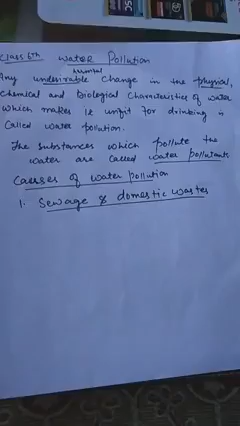 Class 6th Water Pollution
Any undesirable change in the physical,
chemical and biological characteristics of water
which makes it unfit for drinking is
called water pollution.
The substances which pollute the
water are called water pollutants
Causes of water pollution
1. Sewage & domestic wastes